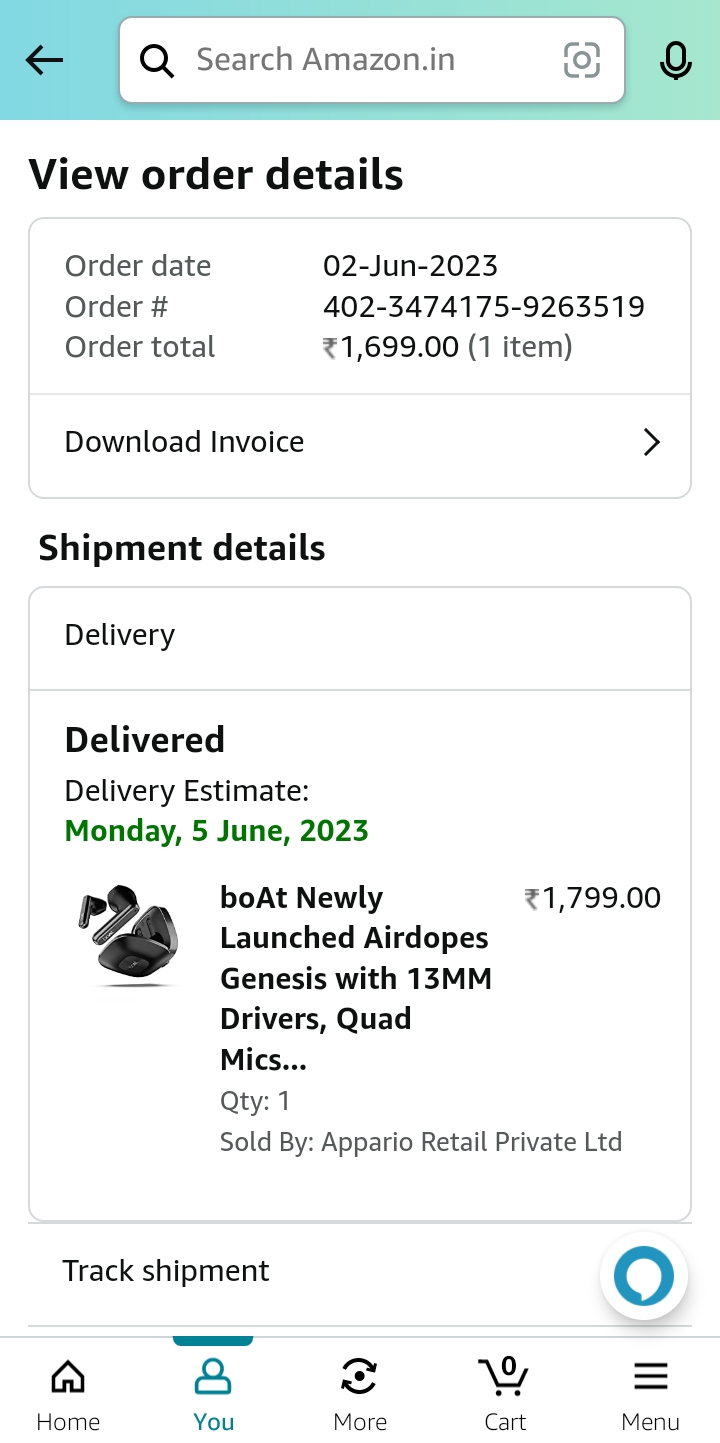 Search Amazon.in
View order details
Order date 02-Jun-2023
Order # 402-3474175-9263519
Order total ₹1,699.00 (1 item)
Download Invoice
Shipment details
Delivery
Delivered
Delivery Estimate:
Monday, 5 June, 2023
boAt Newly ₹1,799.00
Launched Airdopes
Genesis with 13MM
Drivers, Quad
Mics...
Qty: 1
Sold By: Appario Retail Private Ltd
Track shipment
0
Home You More Cart Menu